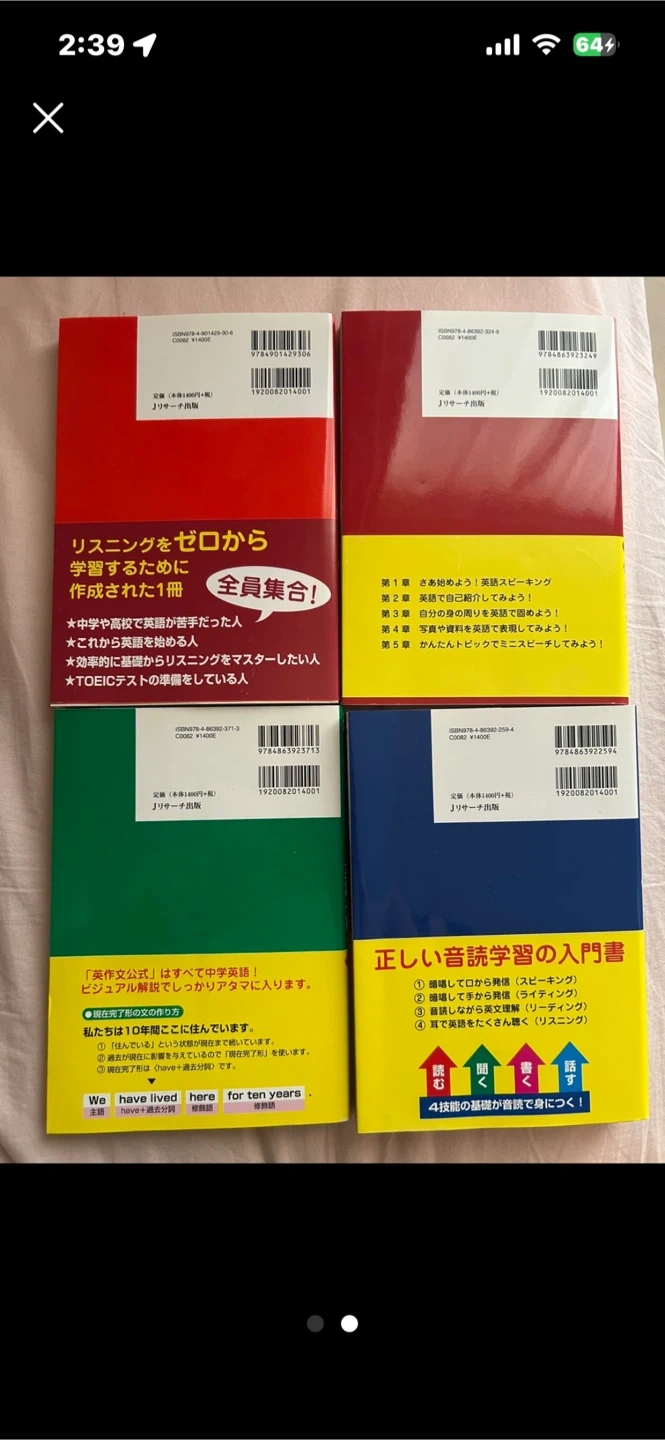 2:39
64
ISBN978-4-901429-30-6
C0082 ¥1400E
9784901429306
1920082014001
定価（本体1400円+税）
Jリサーチ出版
リスニングをゼロから
学習するために
作成された1冊
全員集合！
★中学や高校で英語が苦手だった人
★これから英語を始める人
★効率的に基礎からリスニングをマスターしたい人
★TOEICテストの準備をしている人
ISBN978-4-86392-324-9
C0082 ¥1400E
9784863923249
1920082014001
定価（本体1400円+税）
Jリサーチ出版
第1章 さあ始めよう！英語スピーキング
第2章 英語で自己紹介してみよう！
第3章 自分の身の周りを英語で固めよう！
第4章 写真や資料を英語で表現してみよう！
第5章 かんたんトピックでミニスピーチしてみよう！
ISBN978-4-86392-371-3
C0082 ¥1400E
9784863923713
1920082014001
定価（本体1400円+税）
Jリサーチ出版
「英作文公式」はすべて中学英語！
ビジュアル解説でしっかりアタマに入ります。
●現在完了形の文の作り方
私たちは10年間ここに住んでいます。
①「住んでいる」という状態が現在まで続いています。
②過去が現在に影響を与えているので「現在完了形」を使います。
③現在完了形は〈have＋過去分詞〉です。
▼
We have lived here for ten years .
主語 have＋過去分詞 修飾語 修飾語
ISBN978-4-86392-259-4
C0082 ¥1400E
9784863922594
1920082014001
定価（本体1400円+税）
Jリサーチ出版
正しい音読学習の入門書
①暗唱して口から発信（スピーキング）
②暗唱して手から発信（ライティング）
③音読しながら英文理解（リーディング）
④耳で英語をたくさん聴く（リスニング）
読む 聞く 書く 話す
4技能の基礎が音読で身につく！